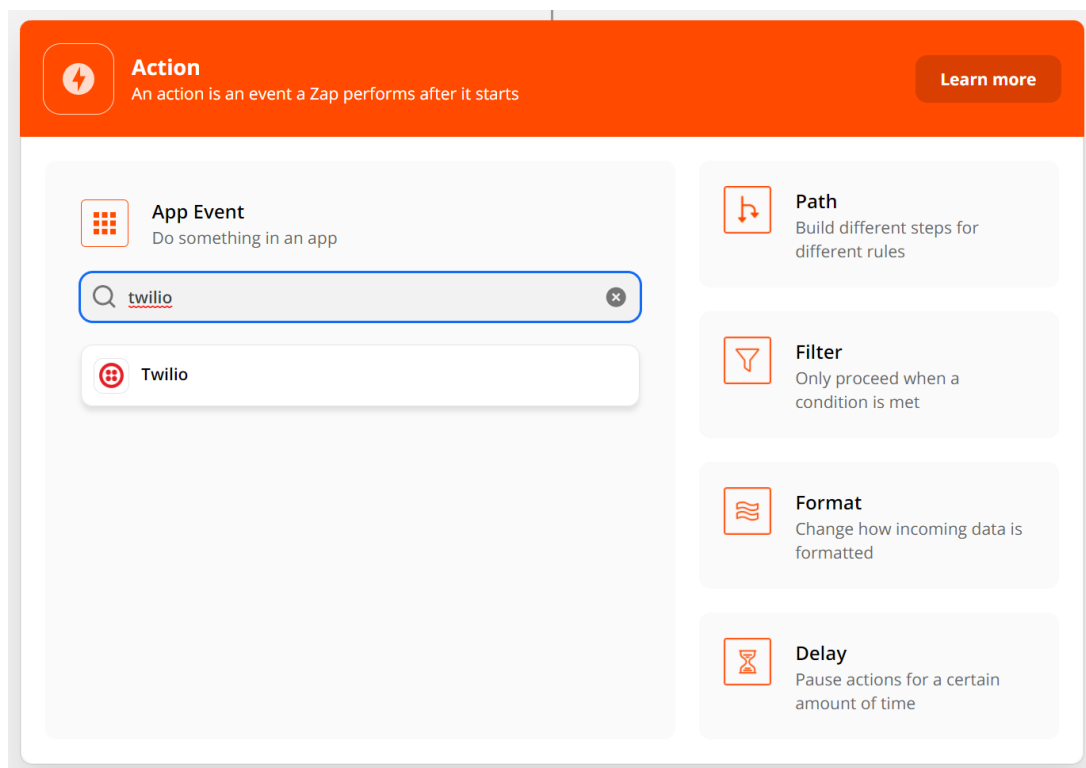 Action
An action is an event a Zap performs after it starts
Learn more
App Event
Do something in an app
twilio
Twilio
Path
Build different steps for
different rules
Filter
Only proceed when a
condition is met
Format
Change how incoming data is
formatted
Delay
Pause actions for a certain
amount of time